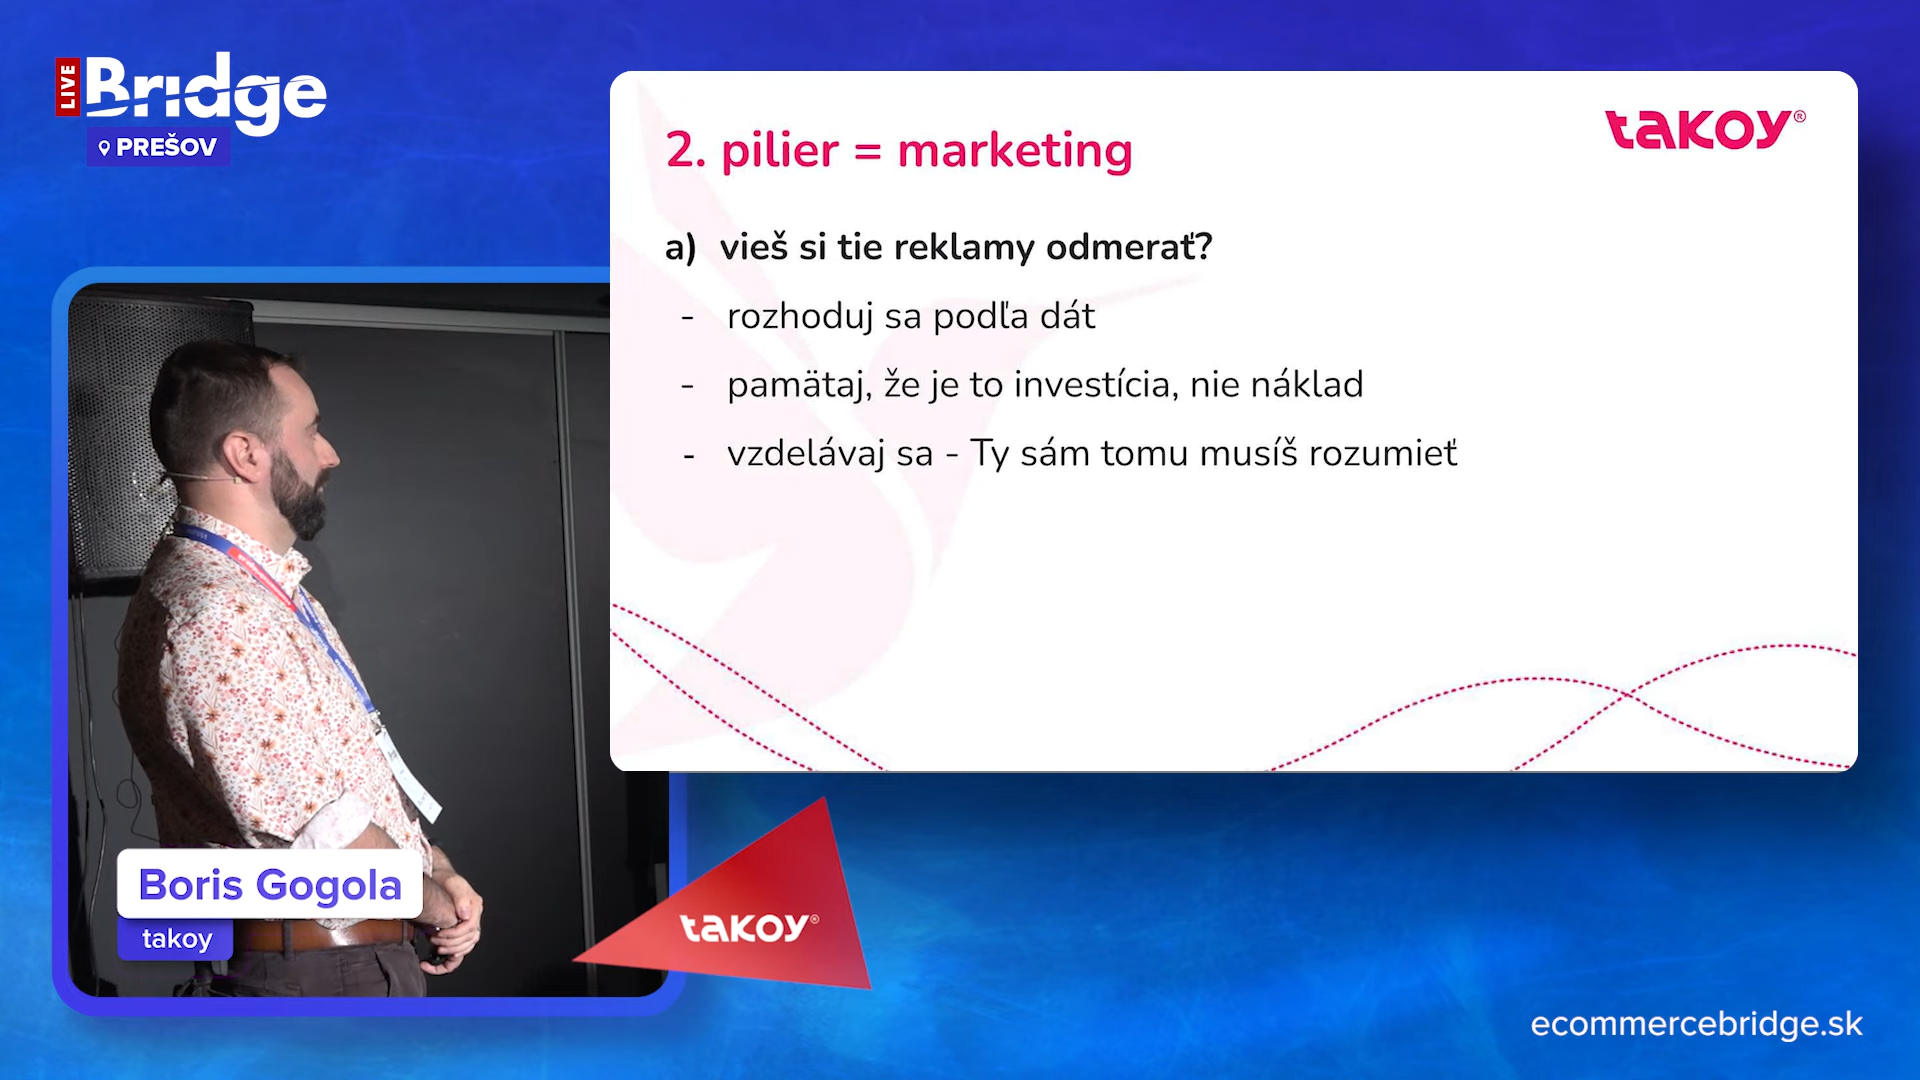 LIVE
Bridge
PREŠOV
takoy®
2. pilier = marketing
a) vieš si tie reklamy odmerať?
- rozhoduj sa podľa dát
- pamätaj, že je to investícia, nie náklad
- vzdelávaj sa - Ty sám tomu musíš rozumieť
Boris Gogola
takoy
takoy®
ecommercebridge.sk